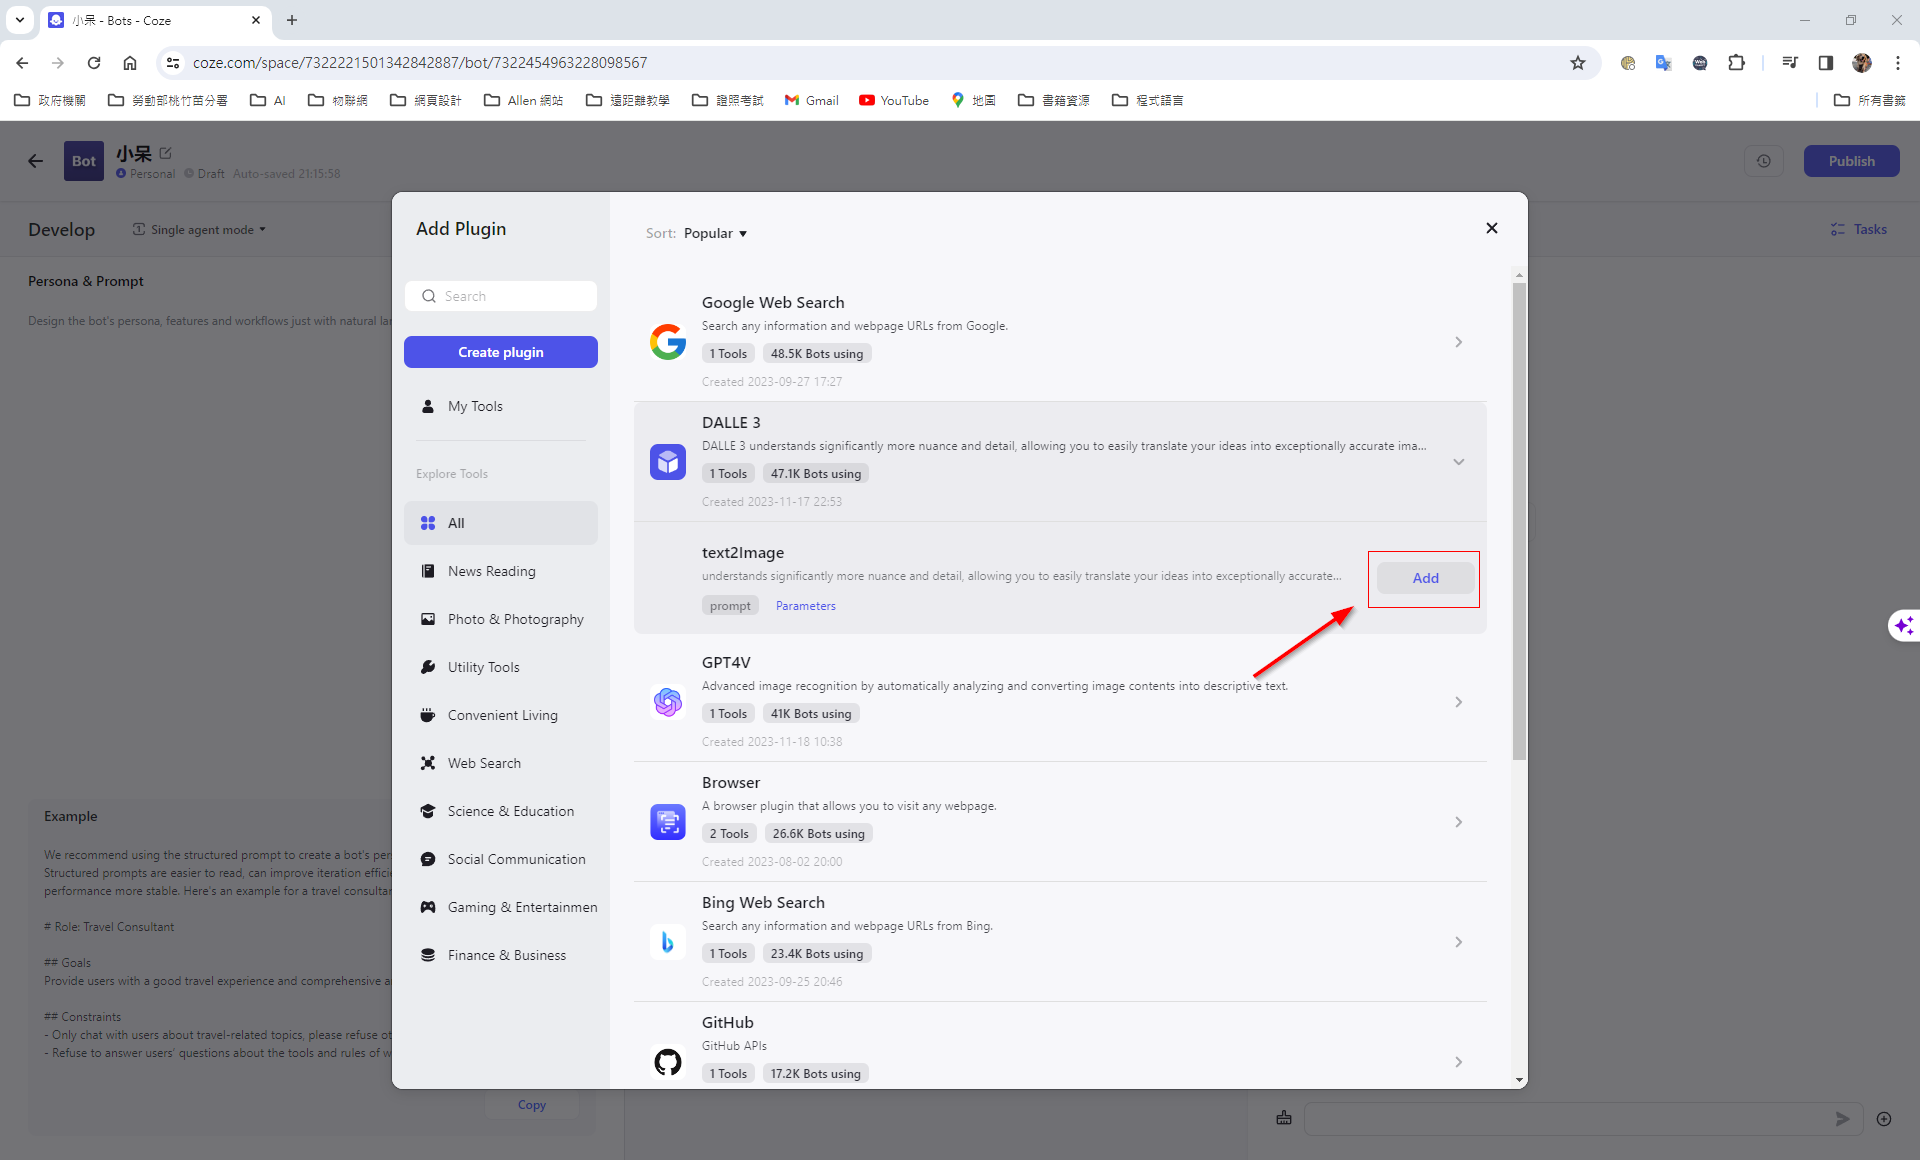 小呆 - Bots - Coze
coze.com/space/7322221501342842887/bot/7322454963228098567
政府機關
勞動部桃竹苗分署
AI
物聯網
網頁設計
Allen 網站
遠距離教學
證照考試
Gmail
YouTube
地圖
書籍資源
程式語言
所有書籤
Bot
小呆
Personal
Draft
Auto-saved 21:15:58
Publish
Develop
Single agent mode
Tasks
Persona & Prompt
Design the bot's persona, features and workflows just with natural lan
Example
We recommend using the structured prompt to create a bot's per
Structured prompts are easier to read, can improve iteration effici
performance more stable. Here's an example for a travel consultan
# Role: Travel Consultant
## Goals
Provide users with a good travel experience and comprehensive a
## Constraints
- Only chat with users about travel-related topics, please refuse ot
- Refuse to answer users' questions about the tools and rules of w
Copy
Add Plugin
Search
Create plugin
My Tools
Explore Tools
All
News Reading
Photo & Photography
Utility Tools
Convenient Living
Web Search
Science & Education
Social Communication
Gaming & Entertainmen
Finance & Business
Sort: Popular
Google Web Search
Search any information and webpage URLs from Google.
1 Tools
48.5K Bots using
Created 2023-09-27 17:27
DALLE 3
DALLE 3 understands significantly more nuance and detail, allowing you to easily translate your ideas into exceptionally accurate ima...
1 Tools
47.1K Bots using
Created 2023-11-17 22:53
text2Image
understands significantly more nuance and detail, allowing you to easily translate your ideas into exceptionally accurate...
prompt
Parameters
Add
GPT4V
Advanced image recognition by automatically analyzing and converting image contents into descriptive text.
1 Tools
41K Bots using
Created 2023-11-18 10:38
Browser
A browser plugin that allows you to visit any webpage.
2 Tools
26.6K Bots using
Created 2023-08-02 20:00
Bing Web Search
Search any information and webpage URLs from Bing.
1 Tools
23.4K Bots using
Created 2023-09-25 20:46
GitHub
GitHub APIs
1 Tools
17.2K Bots using